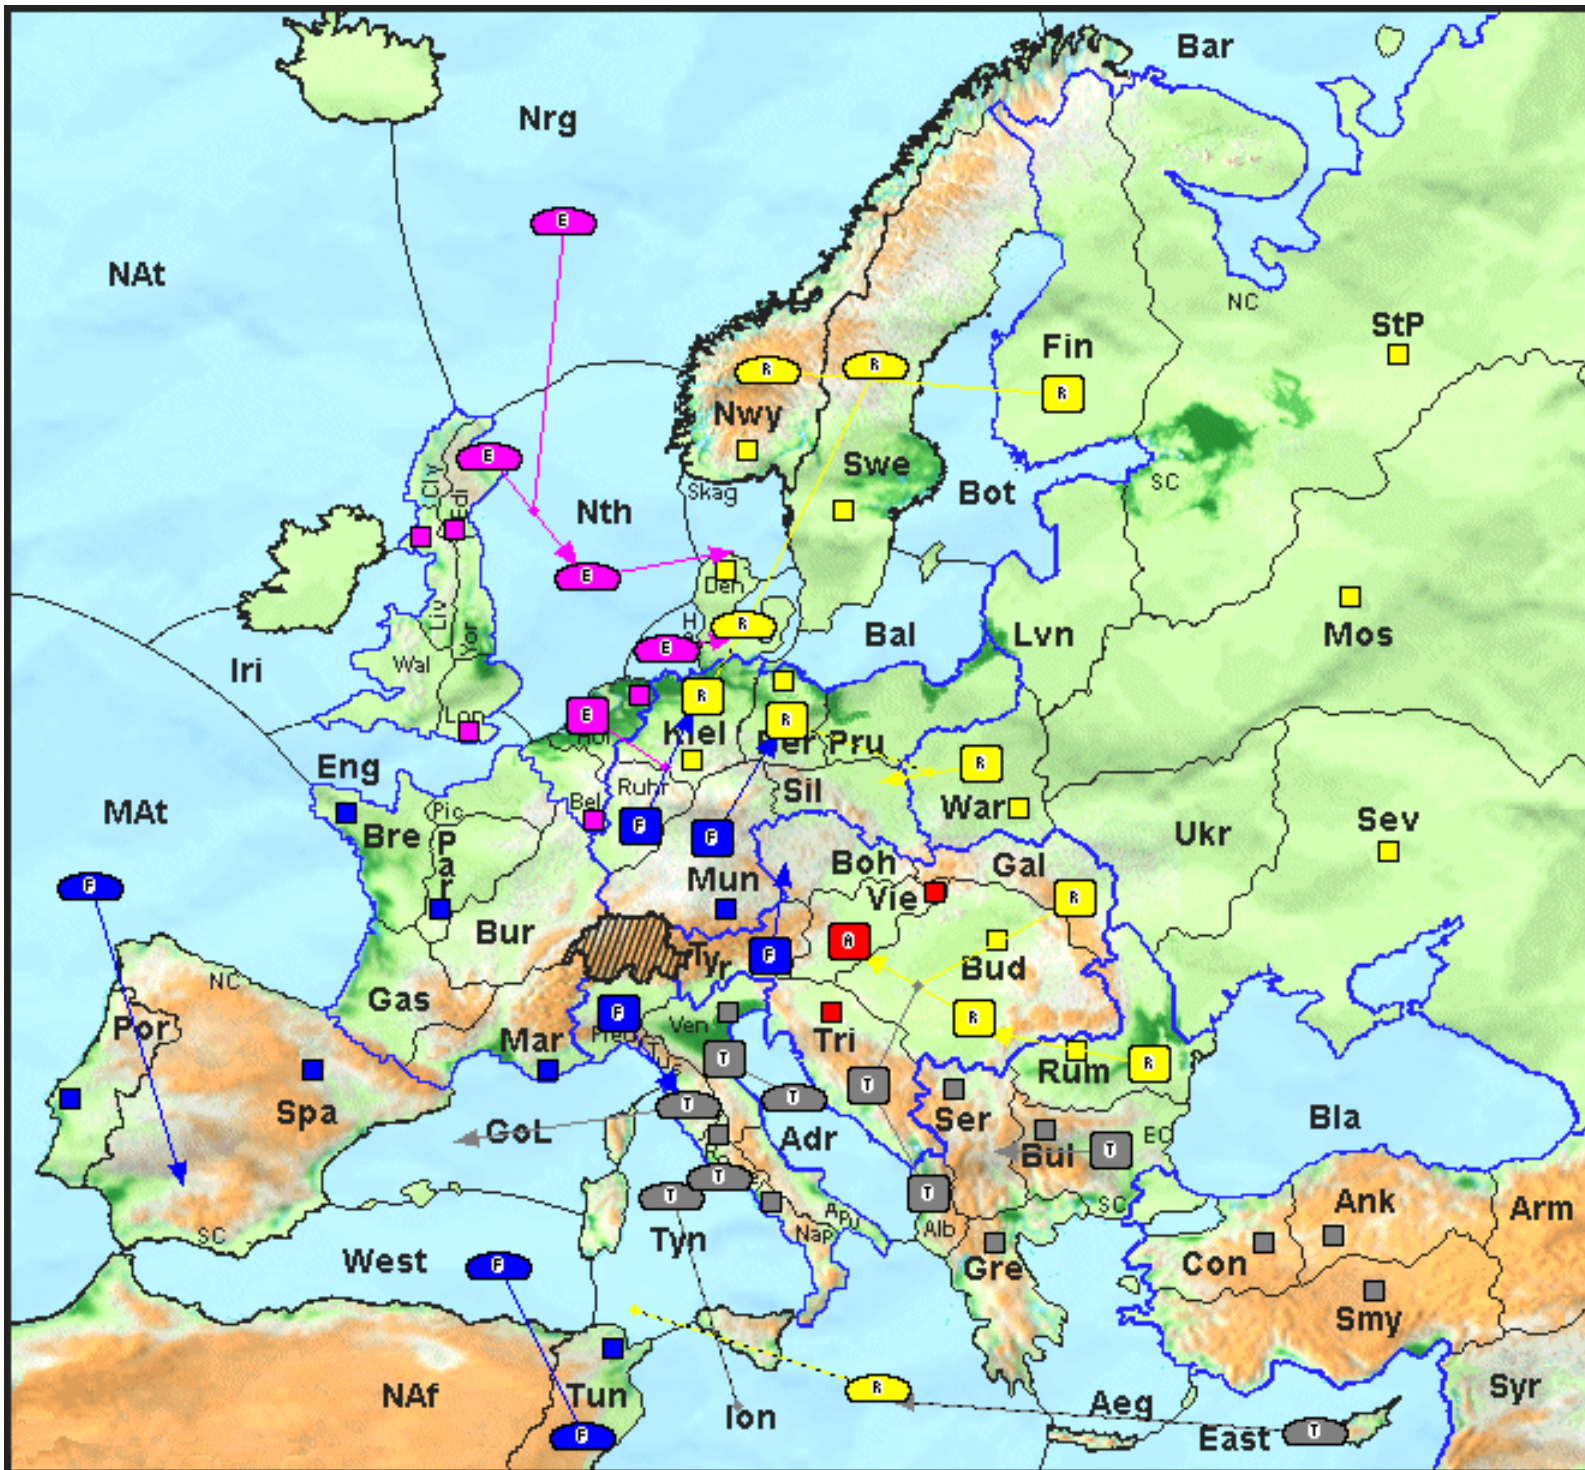 Bar
Nrg
E
NAt
NC
StP
Fin
R
R
R
Nwy
E
Cly
Edi
Swe
SC
Skag
Bot
Nth
E
Den
Liv
Yor
H
R
Bal
Lvn
Mos
Iri
Wal
E
R
E
Lon
Hol
Kiel
R
Ber
Pru
Eng
R
Ruhr
Sil
War
MAt
Pic
Bel
Bre
Par
F
F
Ukr
Sev
Boh
Gal
F
Mun
Vie
R
Bur
A
Tyr
F
Bud
NC
Gas
Por
F
Pied
Ven
R
Mar
Tus
Tri
T
R
Rum
T
Spa
T
T
Ser
GoL
Adr
Bla
EC
Bul
T
T
T
T
Ank
Arm
SC
Apu
Alb
SC
Nap
Tyn
West
F
Gre
Con
Smy
NAf
Tun
R
Syr
Ion
Aeg
F
East
T